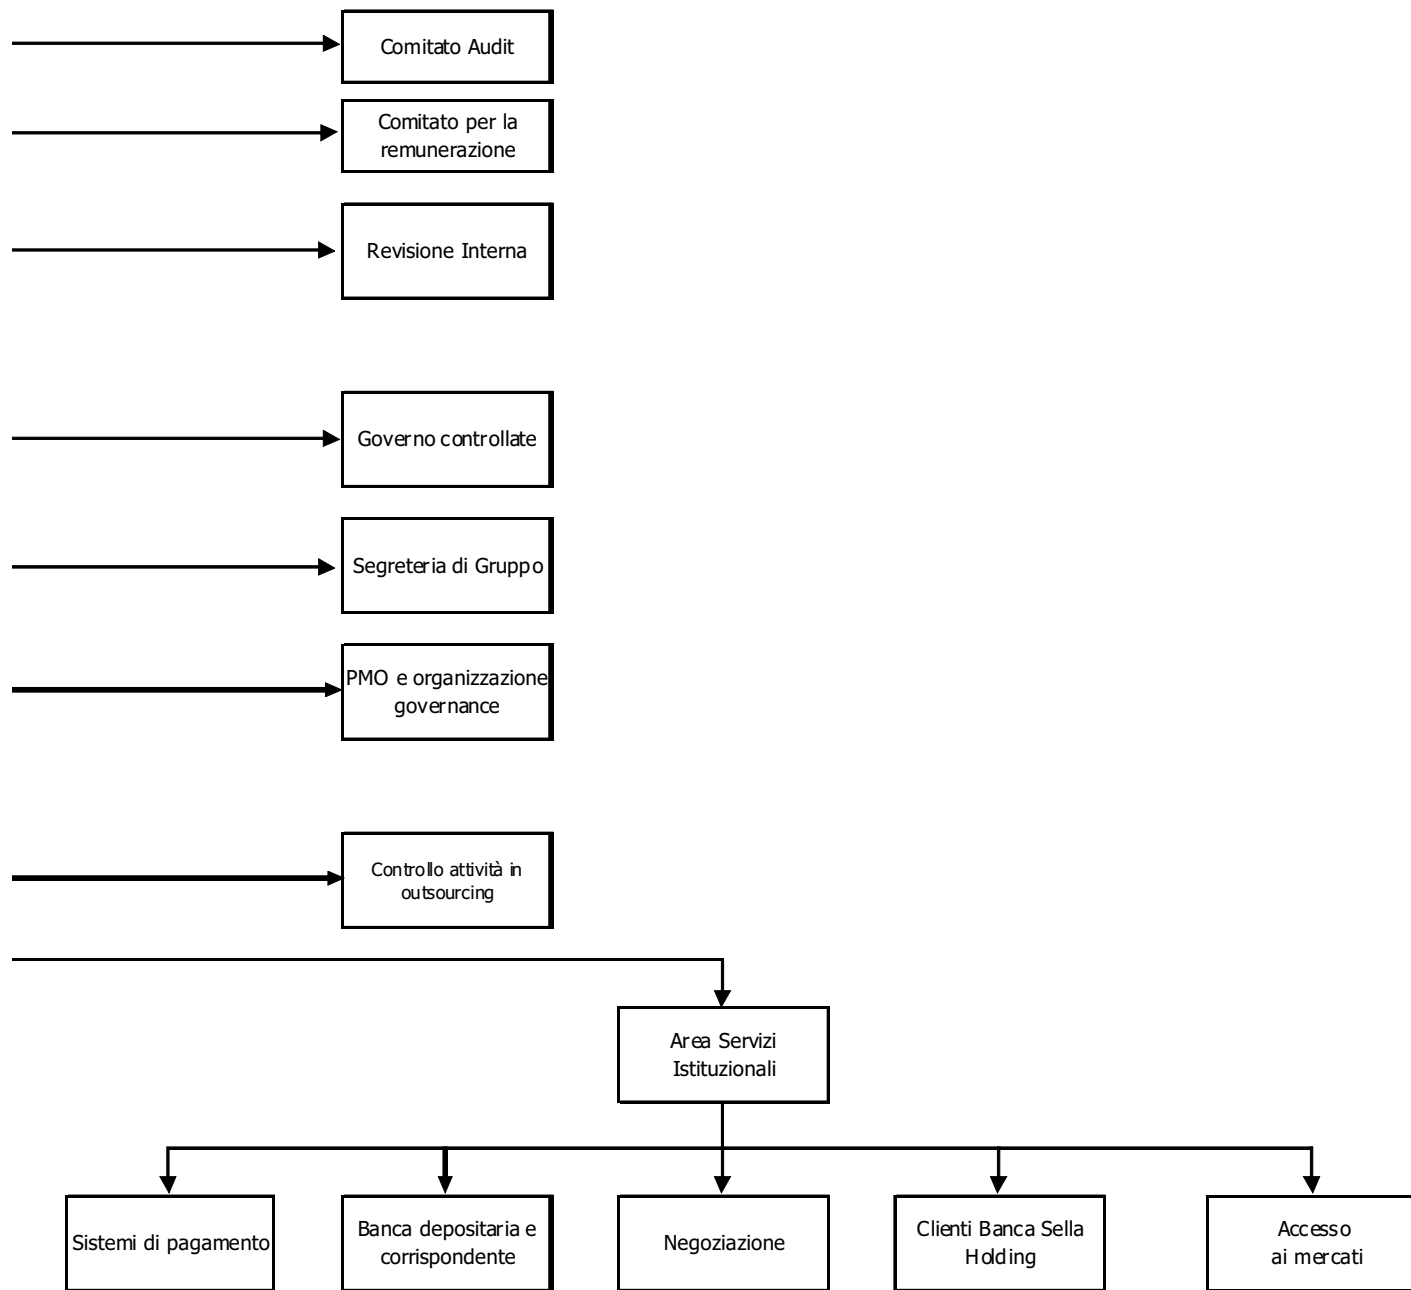 Comitato Audit
Comitato per la
remunerazione
Revisione Interna
Governo controllate
Segreteria di Gruppo
PMO e organizzazione
governance
Controllo attività in
outsourcing
Area Servizi
Istituzionali
Sistemi di pagamento
Banca depositaria e
corrispondente
Negoziazione
Clienti Banca Sella
Holding
Accesso
ai mercati